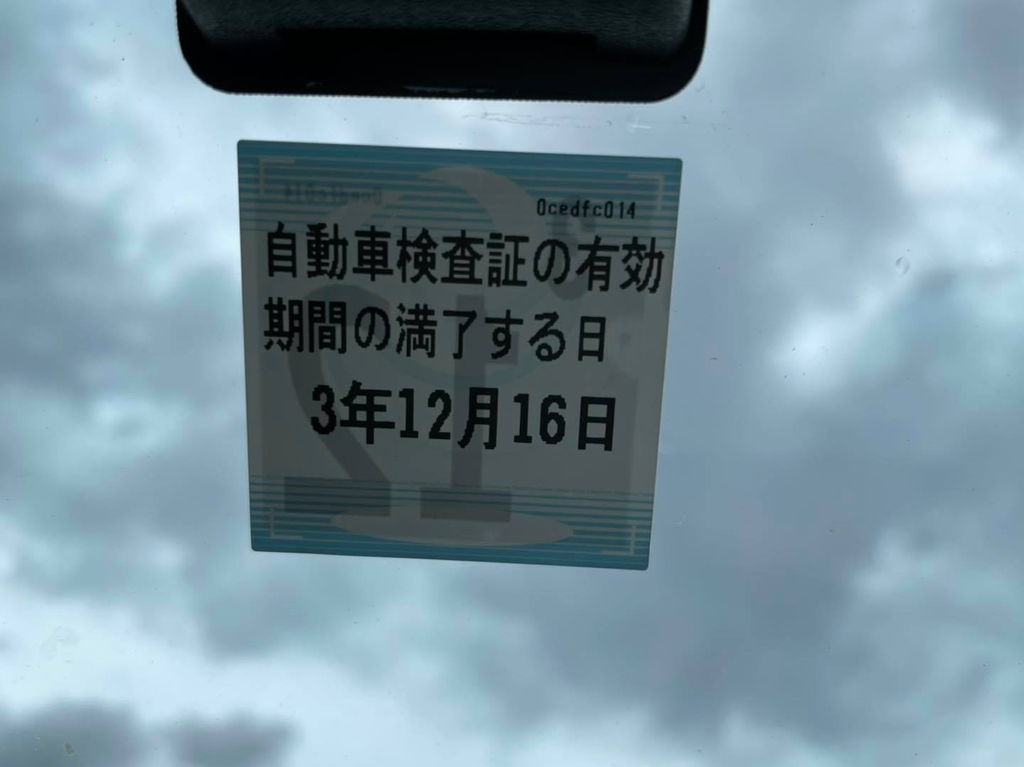 0cedfc014
自動車検査証の有効
期間の満了する日
3年12月16日